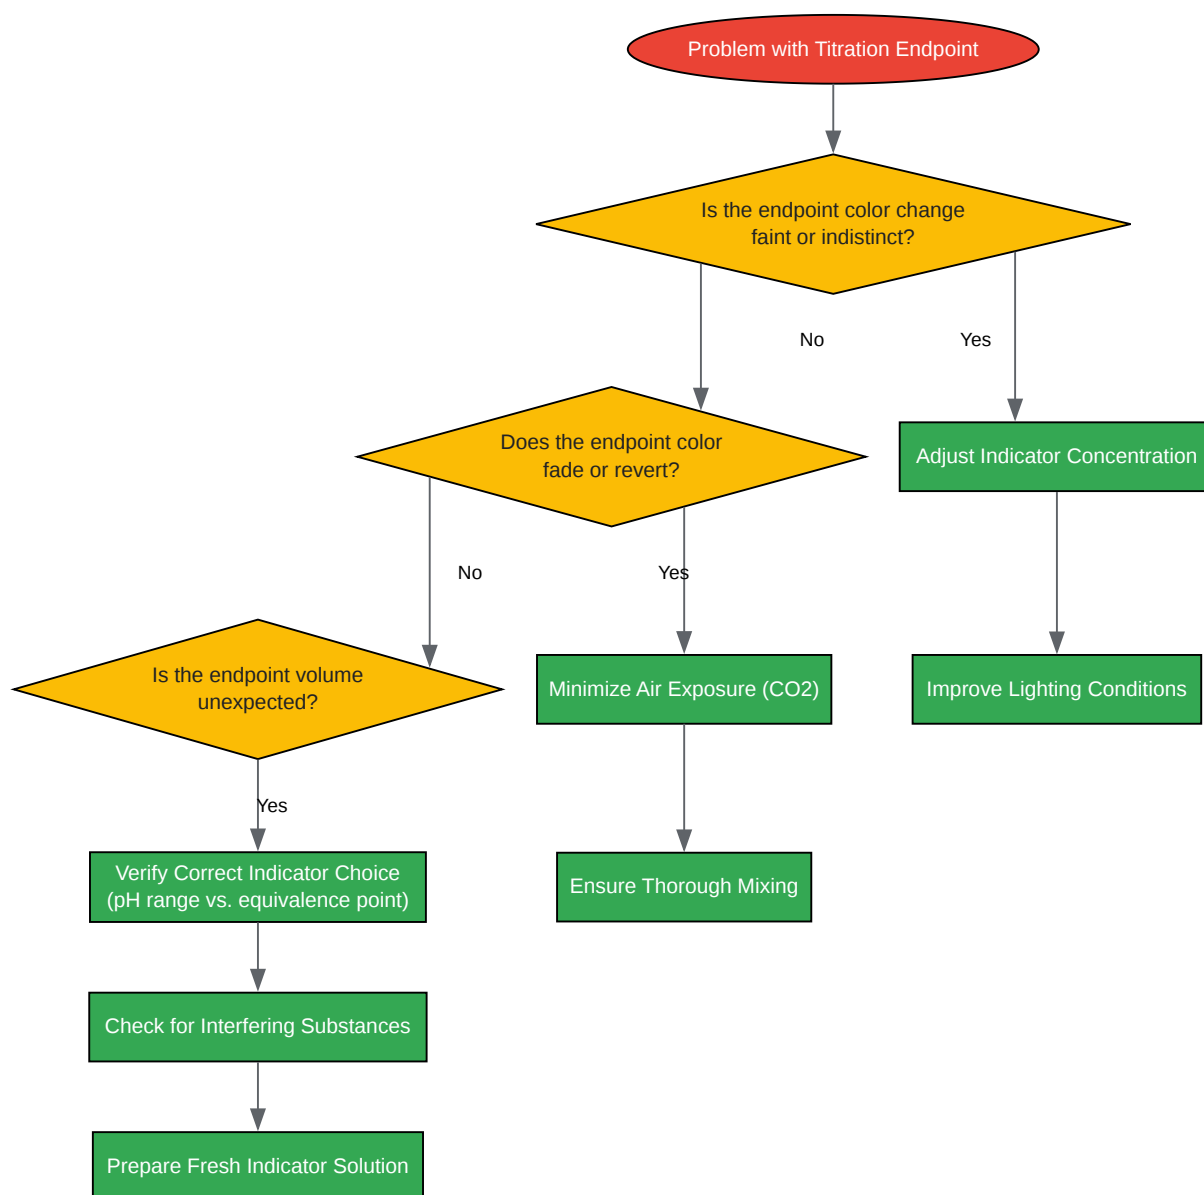 Problem with Titration Endpoint
Is the endpoint color change
faint or indistinct?
No
Yes
Does the endpoint color
fade or revert?
Adjust Indicator Concentration
No
Yes
Is the endpoint volume
unexpected?
Minimize Air Exposure (CO2)
Improve Lighting Conditions
Yes
Verify Correct Indicator Choice
(pH range vs. equivalence point)
Ensure Thorough Mixing
Check for Interfering Substances
Prepare Fresh Indicator Solution